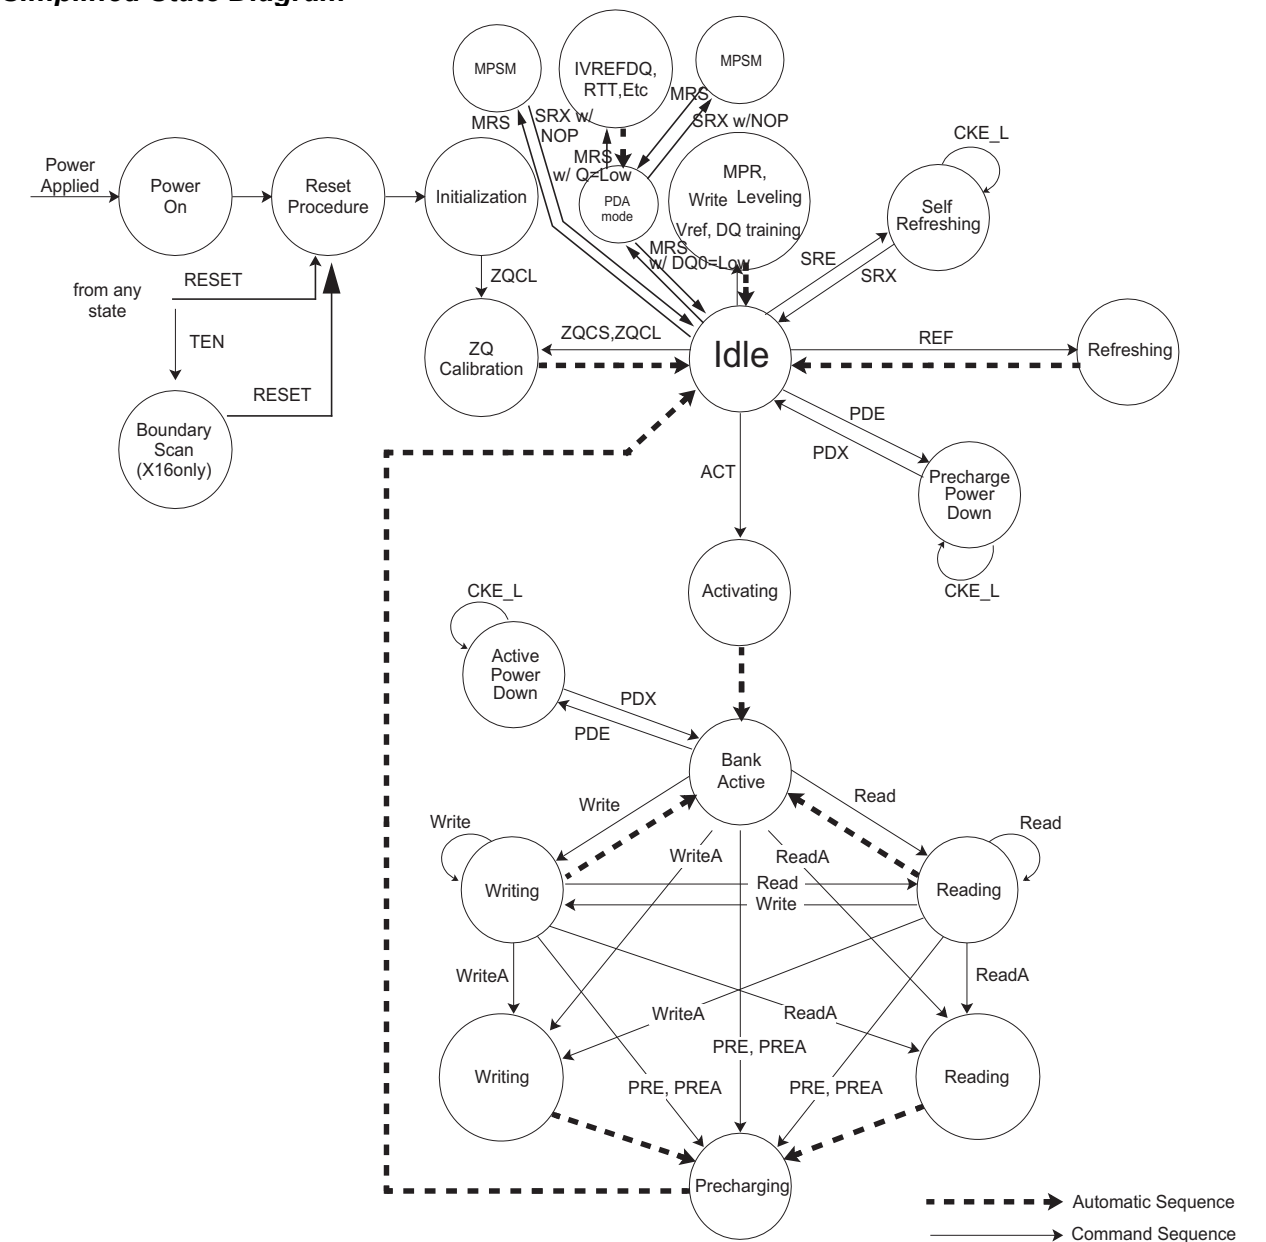 Simplified State Diagram
MPSM
IVREFDQ,
RTT,Etc
MPSM
MRS
SRX w/
NOP
MRS
SRX w/NOP
MRS
w/ Q=Low
PDA
mode
MPR,
Write Leveling
Vref, DQ training
MRS
w/ DQ0=Low
CKE_L
Self
Refreshing
SRE
SRX
Power
Applied
Power
On
Reset
Procedure
Initialization
from any
state
RESET
TEN
RESET
Boundary
Scan
(X16only)
ZQCL
ZQ
Calibration
ZQCS,ZQCL
Idle
REF
Refreshing
PDE
PDX
Precharge
Power
Down
CKE_L
ACT
Activating
CKE_L
Active
Power
Down
PDX
PDE
Bank
Active
Write
Read
Write
Read
WriteA
ReadA
Writing
Read
Write
Reading
WriteA
ReadA
WriteA
ReadA
PRE, PREA
Writing
Reading
PRE, PREA
PRE, PREA
Precharging
Automatic Sequence
Command Sequence